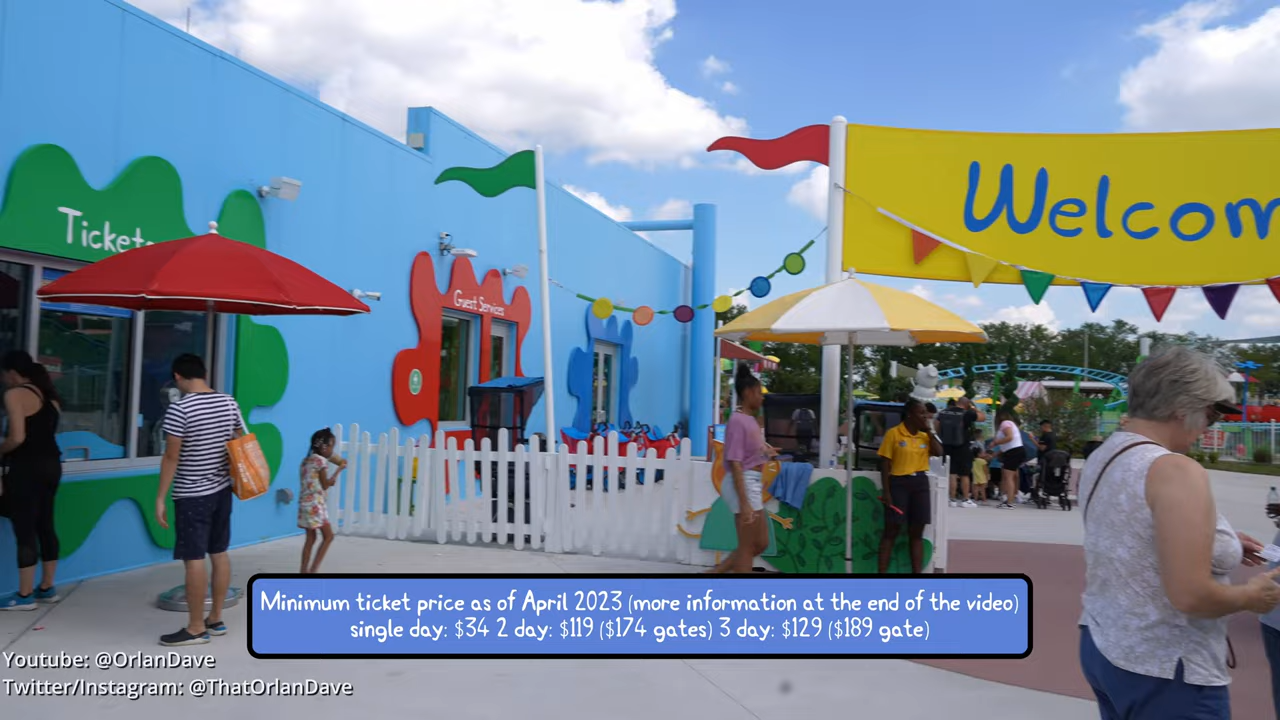 Tickets
Guest Services
Welcom
Minimum ticket price as of April 2023 (more information at the end of the video)
single day: $34 2 day: $119 ($174 gates) 3 day: $129 ($189 gate)
Youtube: @OrlanDave
Twitter/Instagram: @ThatOrlanDave